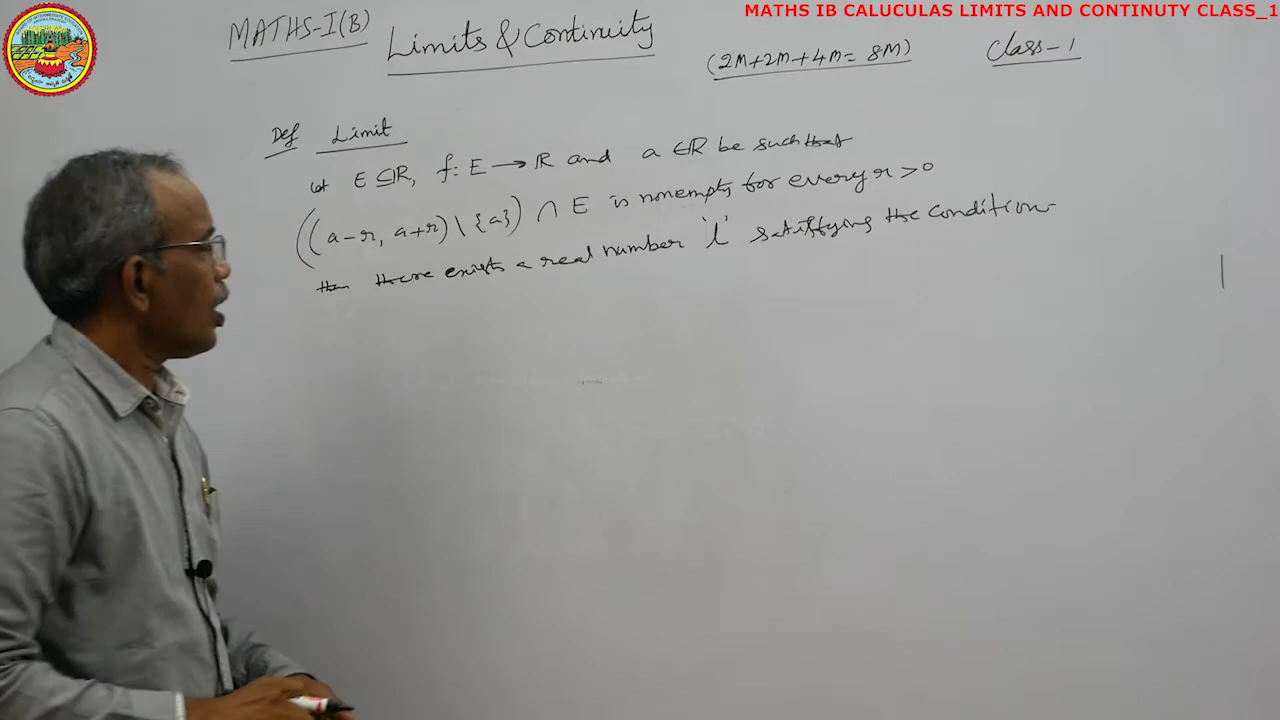 MATHS IB CALUCULAS LIMITS AND CONTINUTY CLASS_1
MATHS-I(B) Limits & Continuity
(2M+2M+4M= 8M) Class-1
Def Limit
Let E ⊆ R, f: E → R and a ∈ R be such that
((a-r, a+r) \ {a}) ∩ E is nonempty for every r > 0
then there exists a real number 'l' satisfying the condition